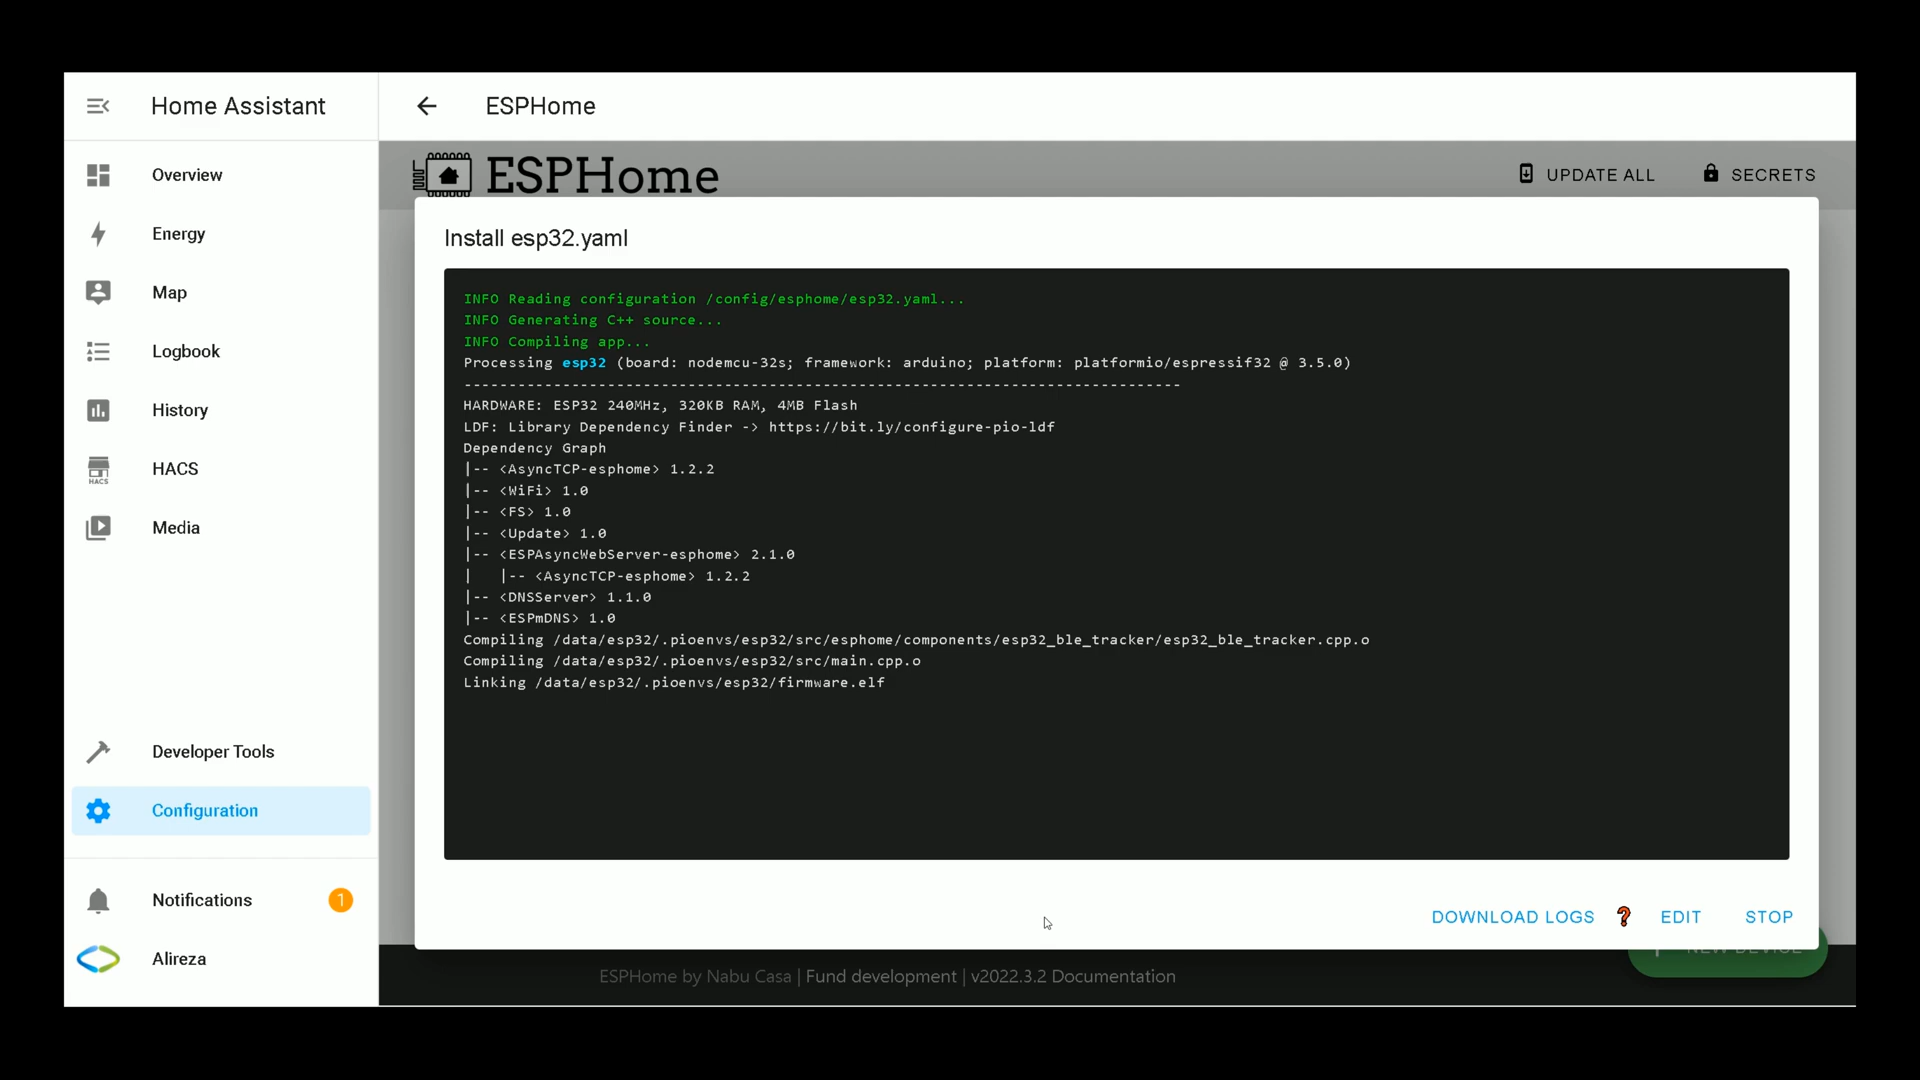 Home Assistant
ESPHome
Overview
Energy
Map
Logbook
History
HACS
HACS
Media
Developer Tools
Configuration
Notifications 1
Alireza
ESPHome
UPDATE ALL
SECRETS
Install esp32.yaml
INFO Reading configuration /config/esphome/esp32.yaml...
INFO Generating C++ source...
INFO Compiling app...
Processing esp32 (board: nodemcu-32s; framework: arduino; platform: platformio/espressif32 @ 3.5.0)
--------------------------------------------------------------------------------
HARDWARE: ESP32 240MHz, 320KB RAM, 4MB Flash
LDF: Library Dependency Finder -> https://bit.ly/configure-pio-ldf
Dependency Graph
|-- <AsyncTCP-esphome> 1.2.2
|-- <WiFi> 1.0
|-- <FS> 1.0
|-- <Update> 1.0
|-- <ESPAsyncWebServer-esphome> 2.1.0
|   |-- <AsyncTCP-esphome> 1.2.2
|-- <DNSServer> 1.1.0
|-- <ESPmDNS> 1.0
Compiling /data/esp32/.pioenvs/esp32/src/esphome/components/esp32_ble_tracker/esp32_ble_tracker.cpp.o
Compiling /data/esp32/.pioenvs/esp32/src/main.cpp.o
Linking /data/esp32/.pioenvs/esp32/firmware.elf
DOWNLOAD LOGS ❓ EDIT STOP
NEW DEVICE
ESPHome by Nabu Casa | Fund development | v2022.3.2 Documentation